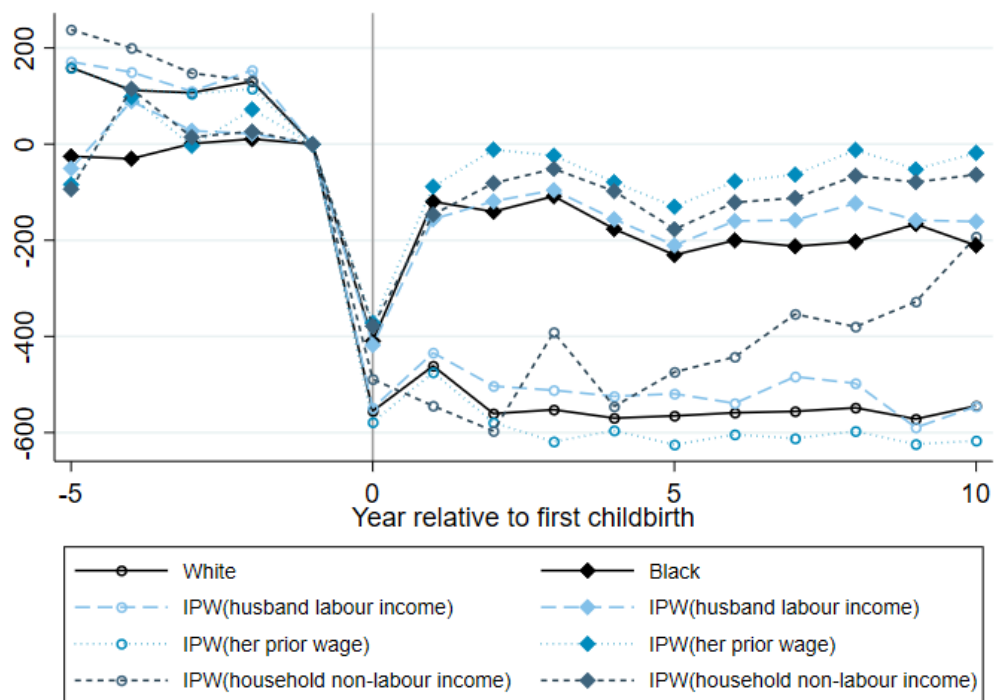 200
0
-200
-400
-600
-5 0 5 10
Year relative to first childbirth
White Black
IPW(husband labour income) IPW(husband labour income)
IPW(her prior wage) IPW(her prior wage)
IPW(household non-labour income) IPW(household non-labour income)